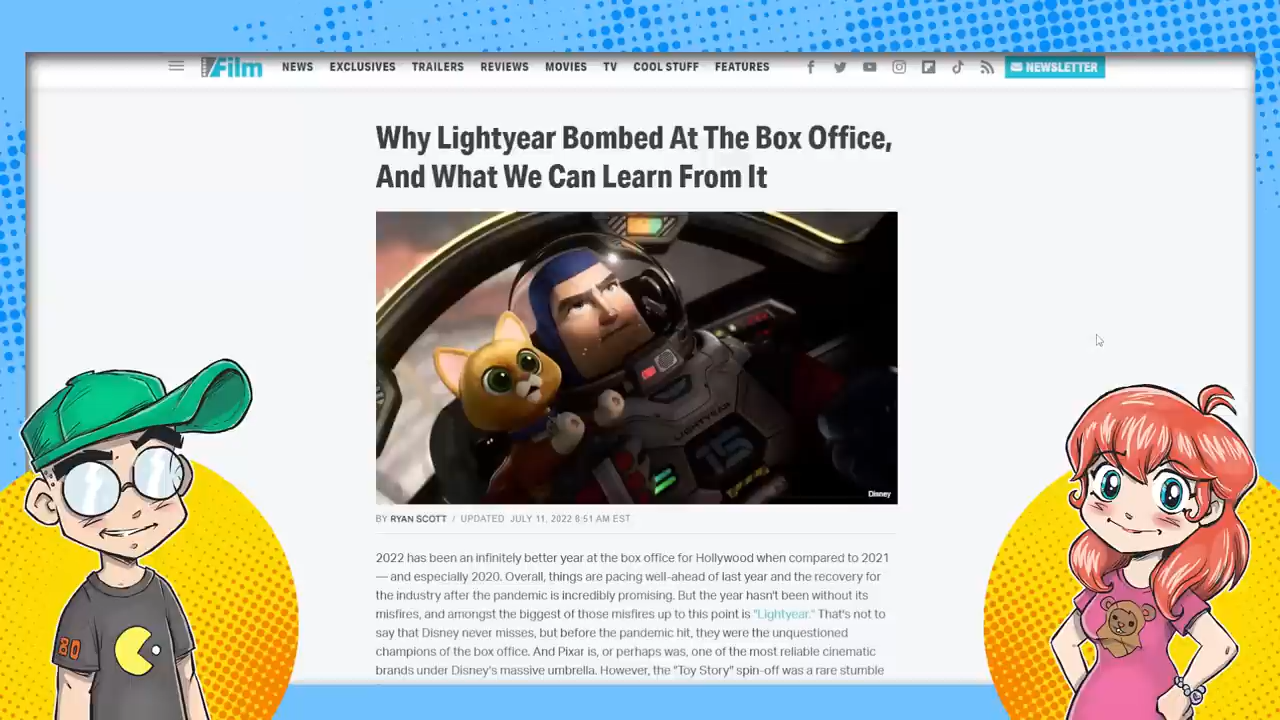 /Film NEWS EXCLUSIVES TRAILERS REVIEWS MOVIES TV COOL STUFF FEATURES NEWSLETTER
Why Lightyear Bombed At The Box Office,
And What We Can Learn From It
LIGHTYEAR
15
Disney
BY RYAN SCOTT / UPDATED JULY 11, 2022 8:51 AM EST
2022 has been an infinitely better year at the box office for Hollywood when compared to 2021
— and especially 2020. Overall, things are pacing well-ahead of last year and the recovery for
the industry after the pandemic is incredibly promising. But the year hasn't been without its
misfires, and amongst the biggest of those misfires up to this point is "Lightyear." That's not to
say that Disney never misses, but before the pandemic hit, they were the unquestioned
champions of the box office. And Pixar is, or perhaps was, one of the most reliable cinematic
brands under Disney's massive umbrella. However, the "Toy Story" spin-off was a rare stumble
80